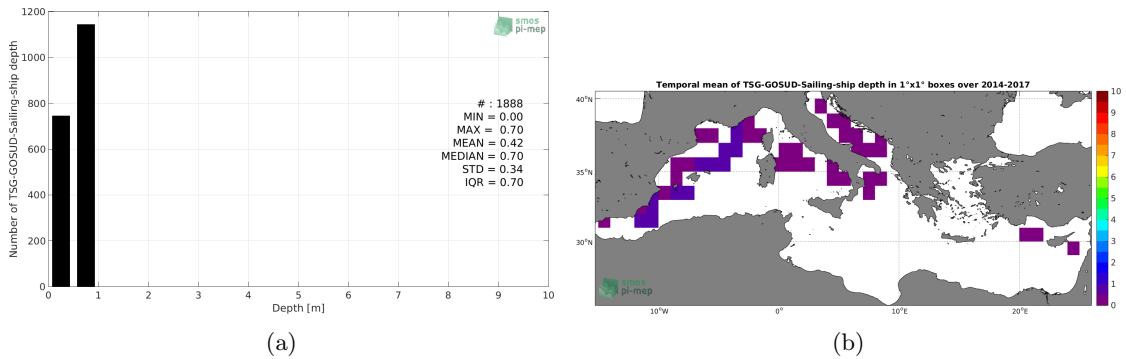 1200
1000
800
600
400
200
0
Number of TSG-GOSUD-Sailing-ship depth
smos
pi-mep
# : 1888
MIN = 0.00
MAX = 0.70
MEAN = 0.42
MEDIAN = 0.70
STD = 0.34
IQR = 0.70
0 1 2 3 4 5 6 7 8 9 10
Depth [m]
(a)
Temporal mean of TSG-GOSUD-Sailing-ship depth in 1°x1° boxes over 2014-2017
40°N
35°N
30°N
smos
pi-mep
10°W 0°E 10°E 20°E
10
9
8
7
6
5
4
3
2
1
0
(b)